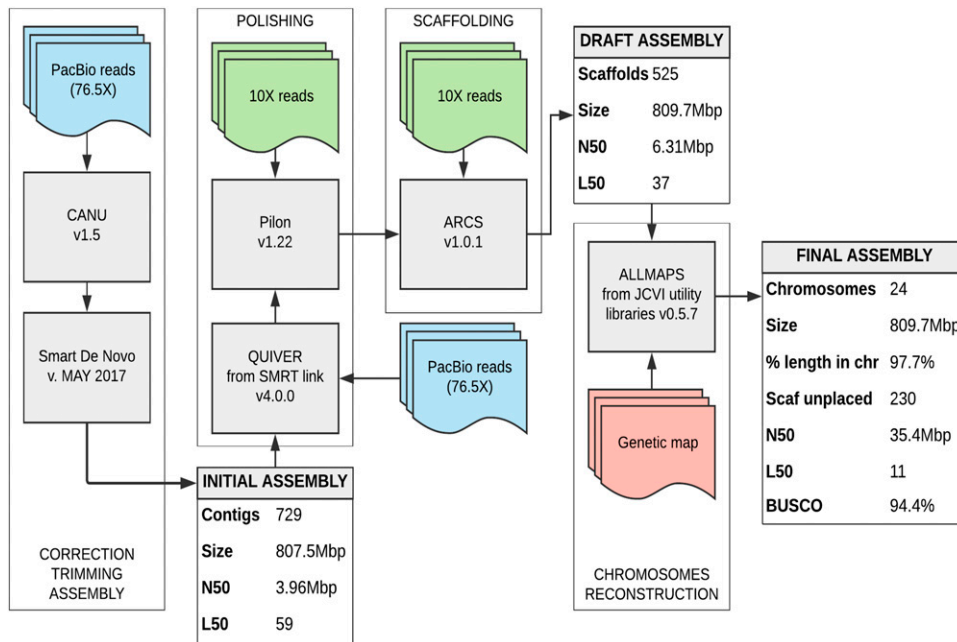 PacBio reads
(76.5X)
CANU
v1.5
Smart De Novo
v. MAY 2017
CORRECTION
TRIMMING
ASSEMBLY
POLISHING
10X reads
Pilon
v1.22
QUIVER
from SMRT link
v4.0.0
INITIAL ASSEMBLY
Contigs 729
Size 807.5Mbp
N50 3.96Mbp
L50 59
SCAFFOLDING
10X reads
ARCS
v1.0.1
PacBio reads
(76.5X)
DRAFT ASSEMBLY
Scaffolds 525
Size 809.7Mbp
N50 6.31Mbp
L50 37
ALLMAPS
from JCVI utility
libraries v0.5.7
Genetic map
CHROMOSOMES
RECONSTRUCTION
FINAL ASSEMBLY
Chromosomes 24
Size 809.7Mbp
% length in chr 97.7%
Scaf unplaced 230
N50 35.4Mbp
L50 11
BUSCO 94.4%